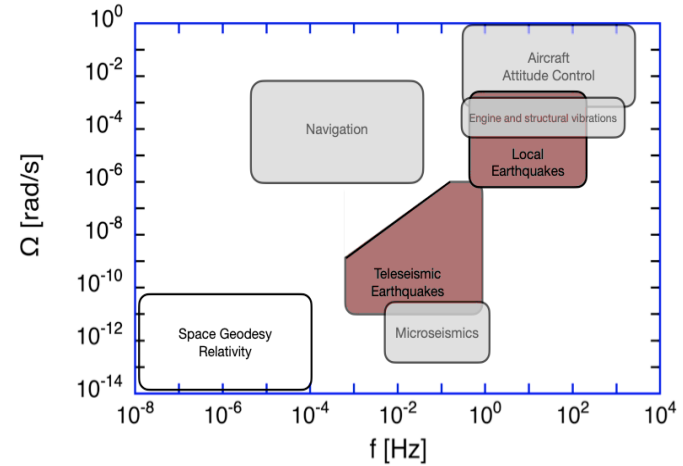 10^0
10^-2
10^-4
10^-6
10^-8
10^-10
10^-12
10^-14
Ω [rad/s]
Aircraft
Attitude Control
Engine and structural vibrations
Navigation
Local
Earthquakes
Teleseismic
Earthquakes
Space Geodesy
Relativity
Microseismics
10^-8
10^-6
10^-4
10^-2
10^0
10^2
10^4
f [Hz]